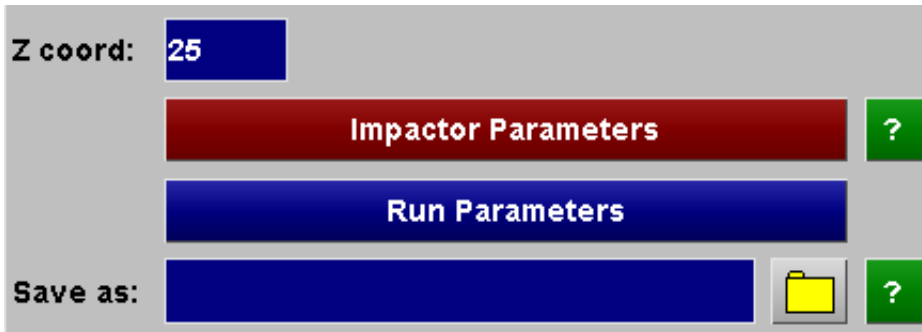 Z coord: 25
Impactor Parameters ?
Run Parameters
Save as: ?